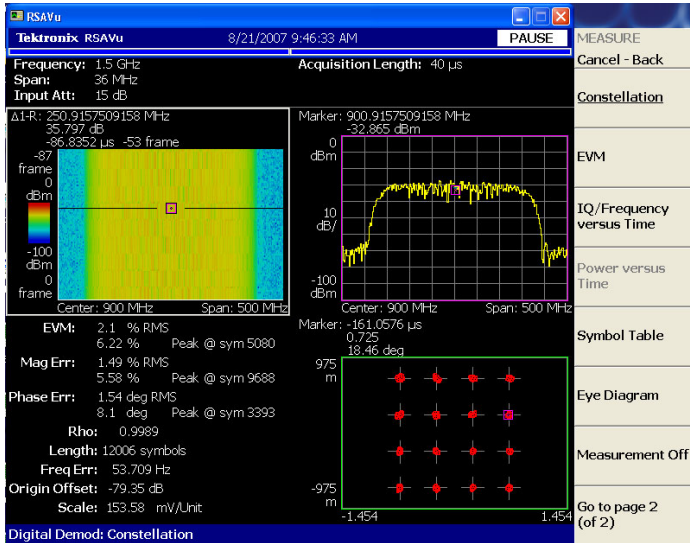 RSAVu
Tektronix RSAVu 8/21/2007 9:46:33 AM PAUSE
Frequency: 1.5 GHz Acquisition Length: 40 µs
Span: 36 MHz
Input Att: 15 dB
Δ1-R: 250.9157509158 MHz
35.797 dB
-86.8352 µs -53 frame
-87
frame
0
dBm
-100
dBm
0
frame
Center: 900 MHz Span: 500 MHz
Marker: 900.9157509158 MHz
-32.865 dBm
0
dBm
10
dB/
-100
dBm
Center: 900 MHz Span: 500 MHz
EVM: 2.1 % RMS
6.22 % Peak @ sym 5080
Mag Err: 1.49 % RMS
5.58 % Peak @ sym 9688
Phase Err: 1.54 deg RMS
8.1 deg Peak @ sym 3393
Rho: 0.9989
Length: 12006 symbols
Freq Err: 53.709 Hz
Origin Offset: -79.35 dB
Scale: 153.58 mV/Unit
Marker: -161.0576 µs
0.725
18.46 deg
975
m
-975
m
-1.454 1.454
Digital Demod: Constellation
MEASURE
Cancel - Back
Constellation
EVM
IQ/Frequency
versus Time
Power versus
Time
Symbol Table
Eye Diagram
Measurement Off
Go to page 2
(of 2)